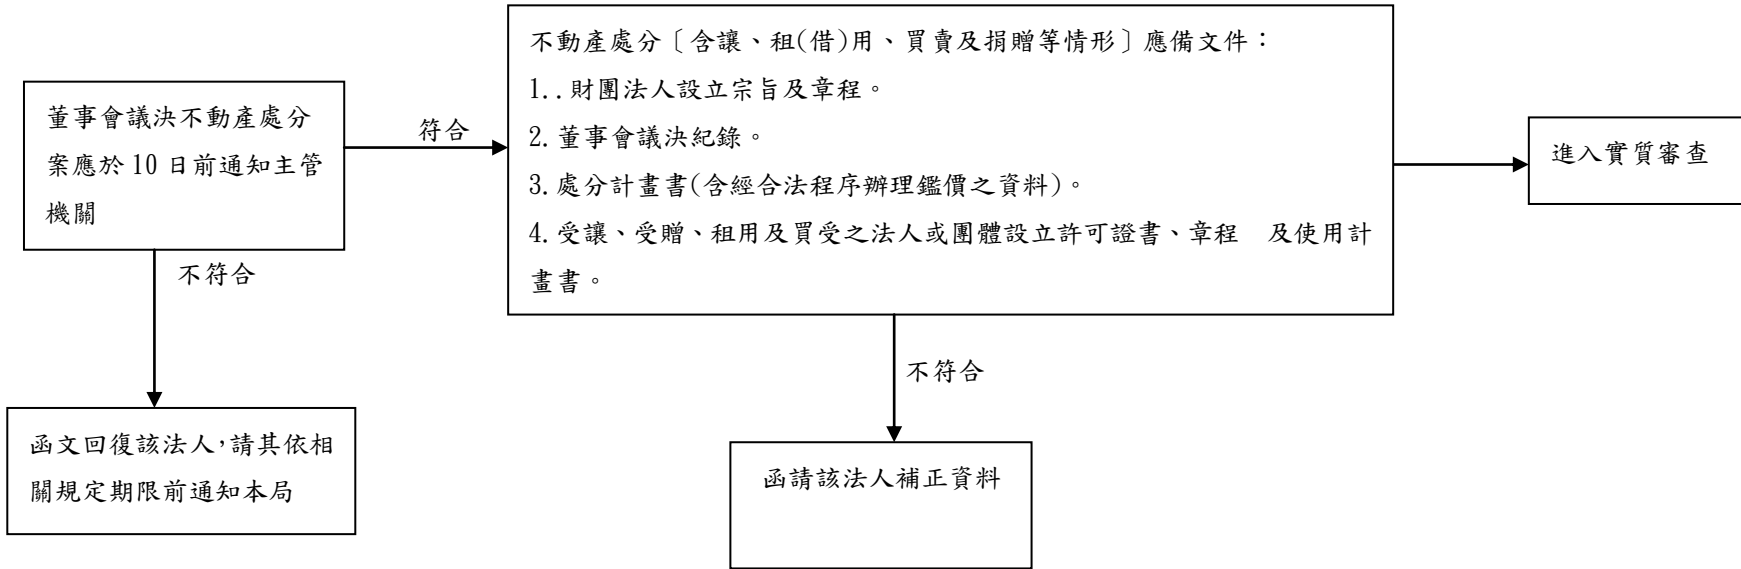 董事會議決不動產處分
案應於 10 日前通知主管
機關
符合
不符合
函文回復該法人，請其依相
關規定期限前通知本局
不動產處分〔含讓、租(借)用、買賣及捐贈等情形〕應備文件：
1..財團法人設立宗旨及章程。
2.董事會議決紀錄。
3.處分計畫書(含經合法程序辦理鑑價之資料)。
4.受讓、受贈、租用及買受之法人或團體設立許可證書、章程　及使用計
畫書。
不符合
函請該法人補正資料
進入實質審查